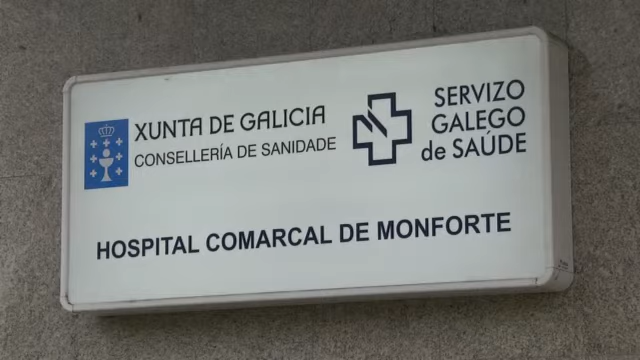 XUNTA DE GALICIA
CONSELLERÍA DE SANIDADE
SERVIZO
GALEGO
de SAÚDE
HOSPITAL COMARCAL DE MONFORTE